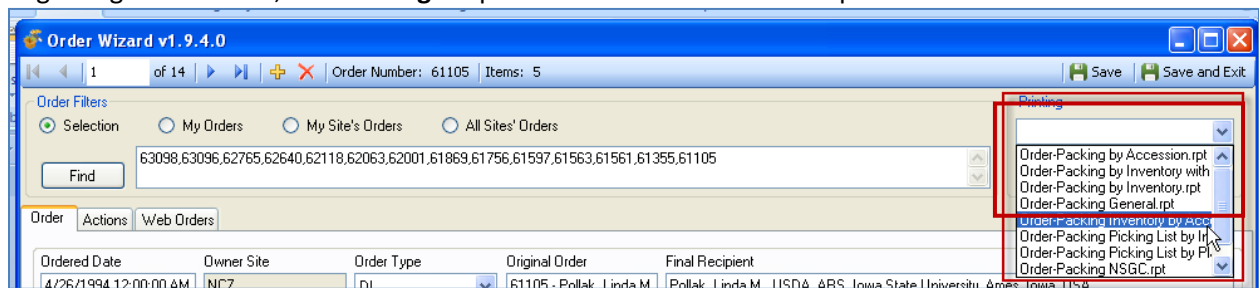 Order Wizard v1.9.4.0
1 of 14 Order Number: 61105 Items: 5 Save Save and Exit
Order Filters Printing
Selection My Orders My Site's Orders All Sites' Orders
Find 63098,63096,62765,62640,62118,62063,62001,61869,61756,61597,61563,61561,61355,61105
Order-Packing by Accession.rpt
Order-Packing by Inventory with
Order-Packing by Inventory.rpt
Order-Packing General.rpt
Order-Packing Inventory by Acc
Order-Packing Picking List by
Order-Packing Picking List by
Order-Packing NSGC.rpt
Order Actions Web Orders
Ordered Date Owner Site Order Type Original Order Final Recipient
4/26/1994 12:00:00 AM NC7 DI 61105 - Pollak, Linda M Pollak, Linda M., USDA, ARS, Iowa State University, Ames, Iowa, USA